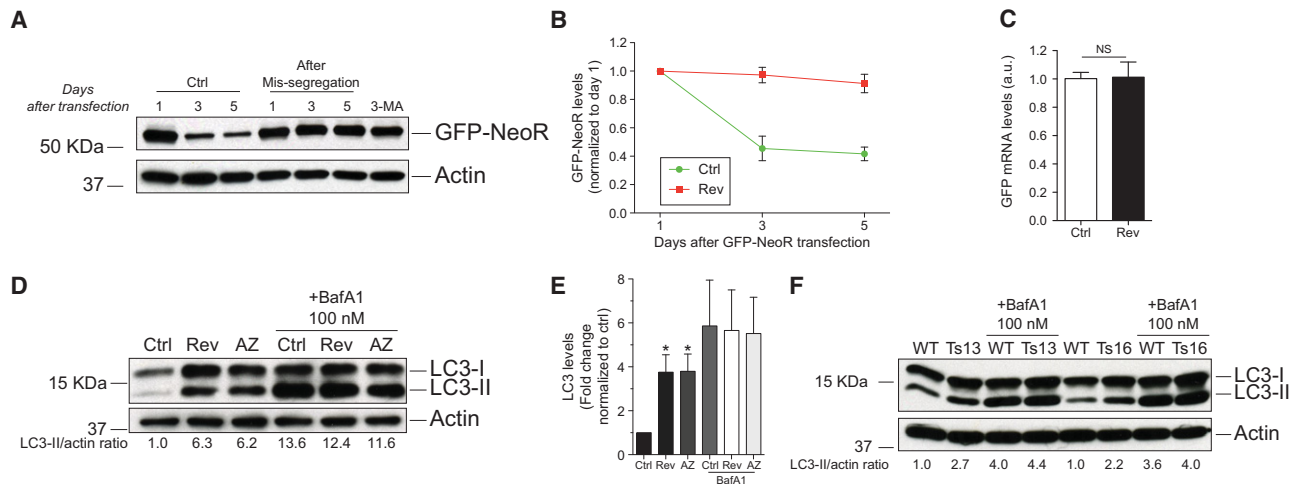 A
Days
after transfection
Ctrl
After
Mis-segregation
1 3 5 1 3 5 3-MA
50 KDa
GFP-NeoR
37
Actin
B
GFP-NeoR levels
(normalized to day 1)
1.0
0.8
0.6
0.4
0.2
0.0
Ctrl
Rev
1 3 5
Days after GFP-NeoR transfection
C
GFP mRNA levels (a.u.)
NS
1.2
1.0
0.8
0.6
0.4
0.2
0.0
Ctrl Rev
D
+BafA1
100 nM
Ctrl Rev AZ Ctrl Rev AZ
15 KDa
LC3-I
LC3-II
37
Actin
LC3-II/actin ratio 1.0 6.3 6.2 13.6 12.4 11.6
E
LC3 levels
(Fold change
normalized to ctrl)
8
6
4
2
0
* *
Ctrl Rev AZ Ctrl Rev AZ
BafA1
F
+BafA1
100 nM
+BafA1
100 nM
WT Ts13 WT Ts13 WT Ts16 WT Ts16
15 KDa
LC3-I
LC3-II
37
Actin
LC3-II/actin ratio 1.0 2.7 4.0 4.4 1.0 2.2 3.6 4.0